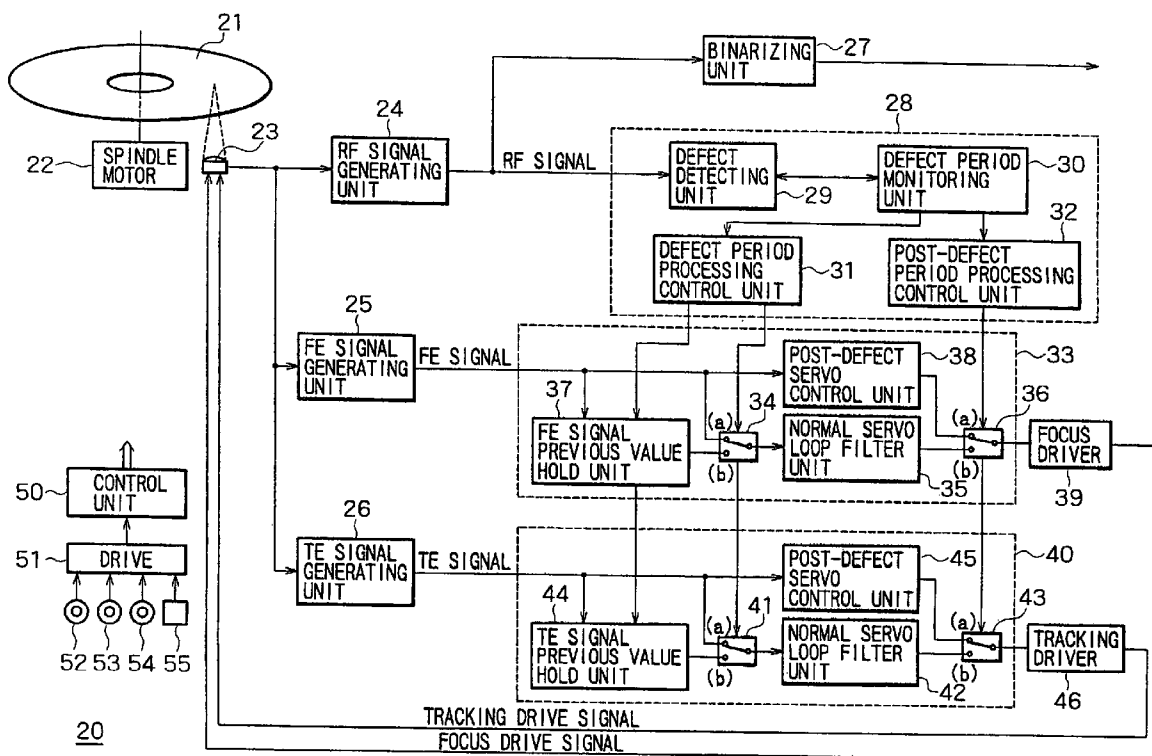 21
BINARIZING
UNIT
27
24
28
23
22
SPINDLE
MOTOR
RF SIGNAL
GENERATING
UNIT
RF SIGNAL
DEFECT
DETECTING
UNIT
29
DEFECT PERIOD
MONITORING
UNIT
30
32
DEFECT PERIOD
PROCESSING
CONTROL UNIT
31
POST-DEFECT
PERIOD PROCESSING
CONTROL UNIT
25
FE SIGNAL
GENERATING
UNIT
FE SIGNAL
POST-DEFECT
SERVO
CONTROL UNIT
38
33
37
34
36
(a)
(a)
FE SIGNAL
PREVIOUS VALUE
HOLD UNIT
(b)
NORMAL SERVO
LOOP FILTER
UNIT
35
(b)
FOCUS
DRIVER
39
50
CONTROL
UNIT
51
DRIVE
52
53
54
55
26
TE SIGNAL
GENERATING
UNIT
TE SIGNAL
POST-DEFECT
SERVO
CONTROL UNIT
45
40
44
41
43
(a)
(a)
TE SIGNAL
PREVIOUS VALUE
HOLD UNIT
(b)
NORMAL SERVO
LOOP FILTER
UNIT
42
(b)
TRACKING
DRIVER
46
TRACKING DRIVE SIGNAL
FOCUS DRIVE SIGNAL
20